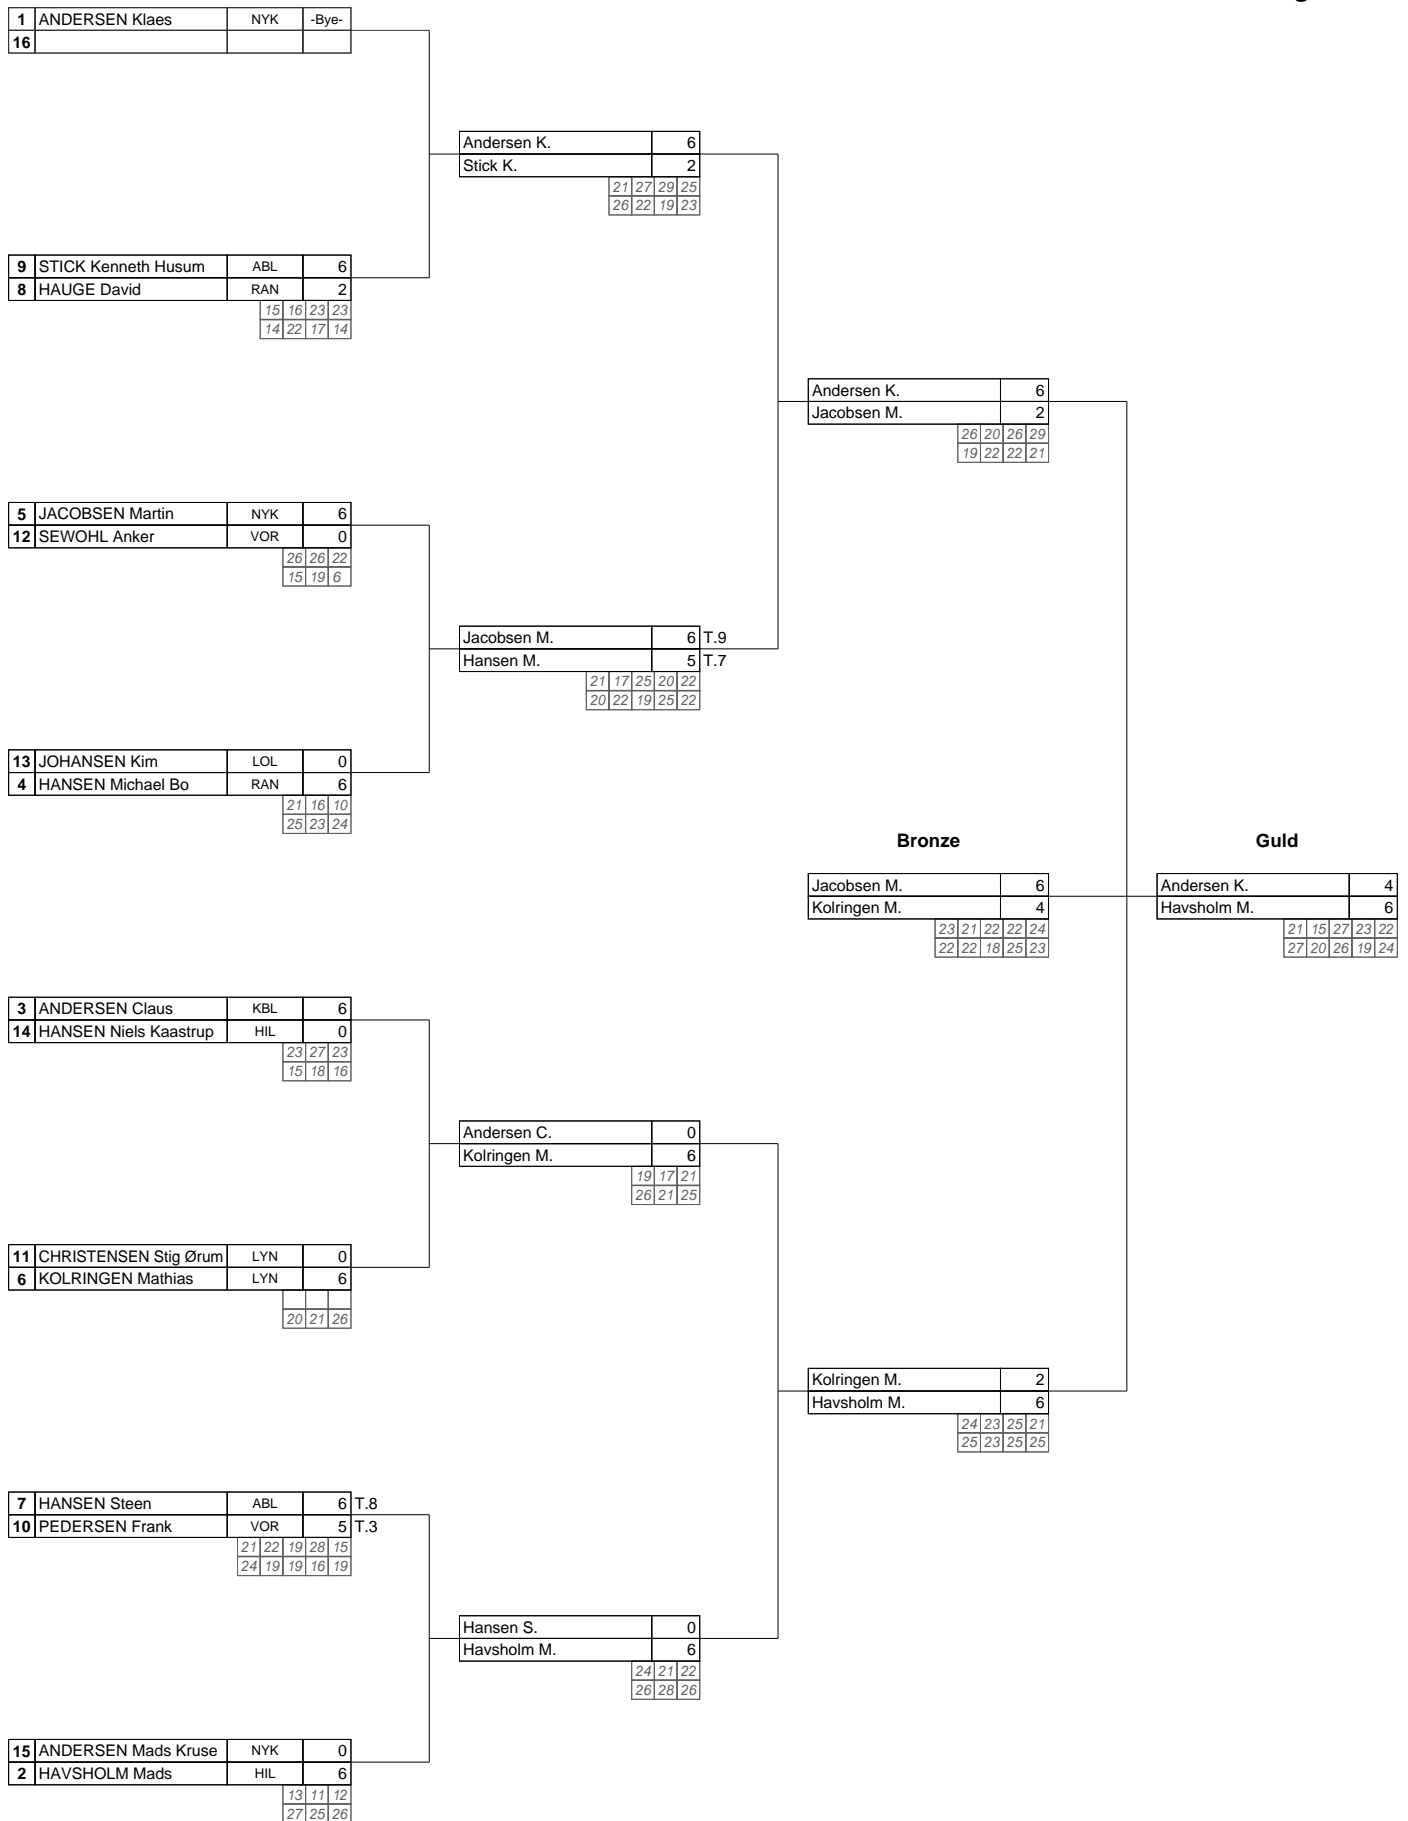 1 ANDERSEN Klaes NYK -Bye-
16
Andersen K. 6
Stick K. 2
21 27 29 25
26 22 19 23
9 STICK Kenneth Husum ABL 6
8 HAUGE David RAN 2
15 16 23 23
14 22 17 14
Andersen K. 6
Jacobsen M. 2
26 20 26 29
19 22 22 21
5 JACOBSEN Martin NYK 6
12 SEWOHL Anker VOR 0
26 26 22
15 19 6
Jacobsen M. 6 T.9
Hansen M. 5 T.7
21 17 25 20 22
20 22 19 25 22
13 JOHANSEN Kim LOL 0
4 HANSEN Michael Bo RAN 6
21 16 10
25 23 24
Bronze Guld
Jacobsen M. 6 Andersen K. 4
Kolringen M. 4 Havsholm M. 6
23 21 22 22 24 21 15 27 23 22
22 22 18 25 23 27 20 26 19 24
3 ANDERSEN Claus KBL 6
14 HANSEN Niels Kaastrup HIL 0
23 27 23
15 18 16
Andersen C. 0
Kolringen M. 6
19 17 21
26 21 25
11 CHRISTENSEN Stig Ørum LYN 0
6 KOLRINGEN Mathias LYN 6
20 21 26
Kolringen M. 2
Havsholm M. 6
24 23 25 21
25 23 25 25
7 HANSEN Steen ABL 6 T.8
10 PEDERSEN Frank VOR 5 T.3
21 22 19 28 15
24 19 19 16 19
Hansen S. 0
Havsholm M. 6
24 21 22
26 28 26
15 ANDERSEN Mads Kruse NYK 0
2 HAVSHOLM Mads HIL 6
13 11 12
27 25 26